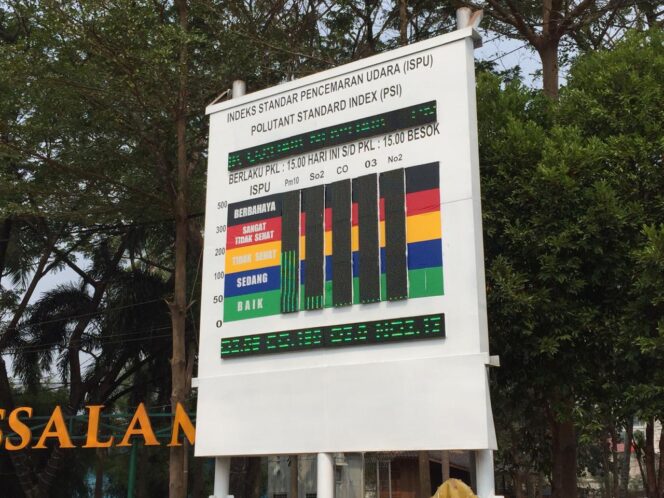 INDEKS STANDAR PENCEMARAN UDARA (ISPU)
POLUTANT STANDARD INDEX (PSI)
BERLAKU PKL : 15.00 HARI INI S/D PKL : 15.00 BESOK
ISPU Pm10 So2 CO O3 No2
500
BERBAHAYA
300
SANGAT
TIDAK SEHAT
200
TIDAK SEHAT
100
SEDANG
50
BAIK
0
SSALAM